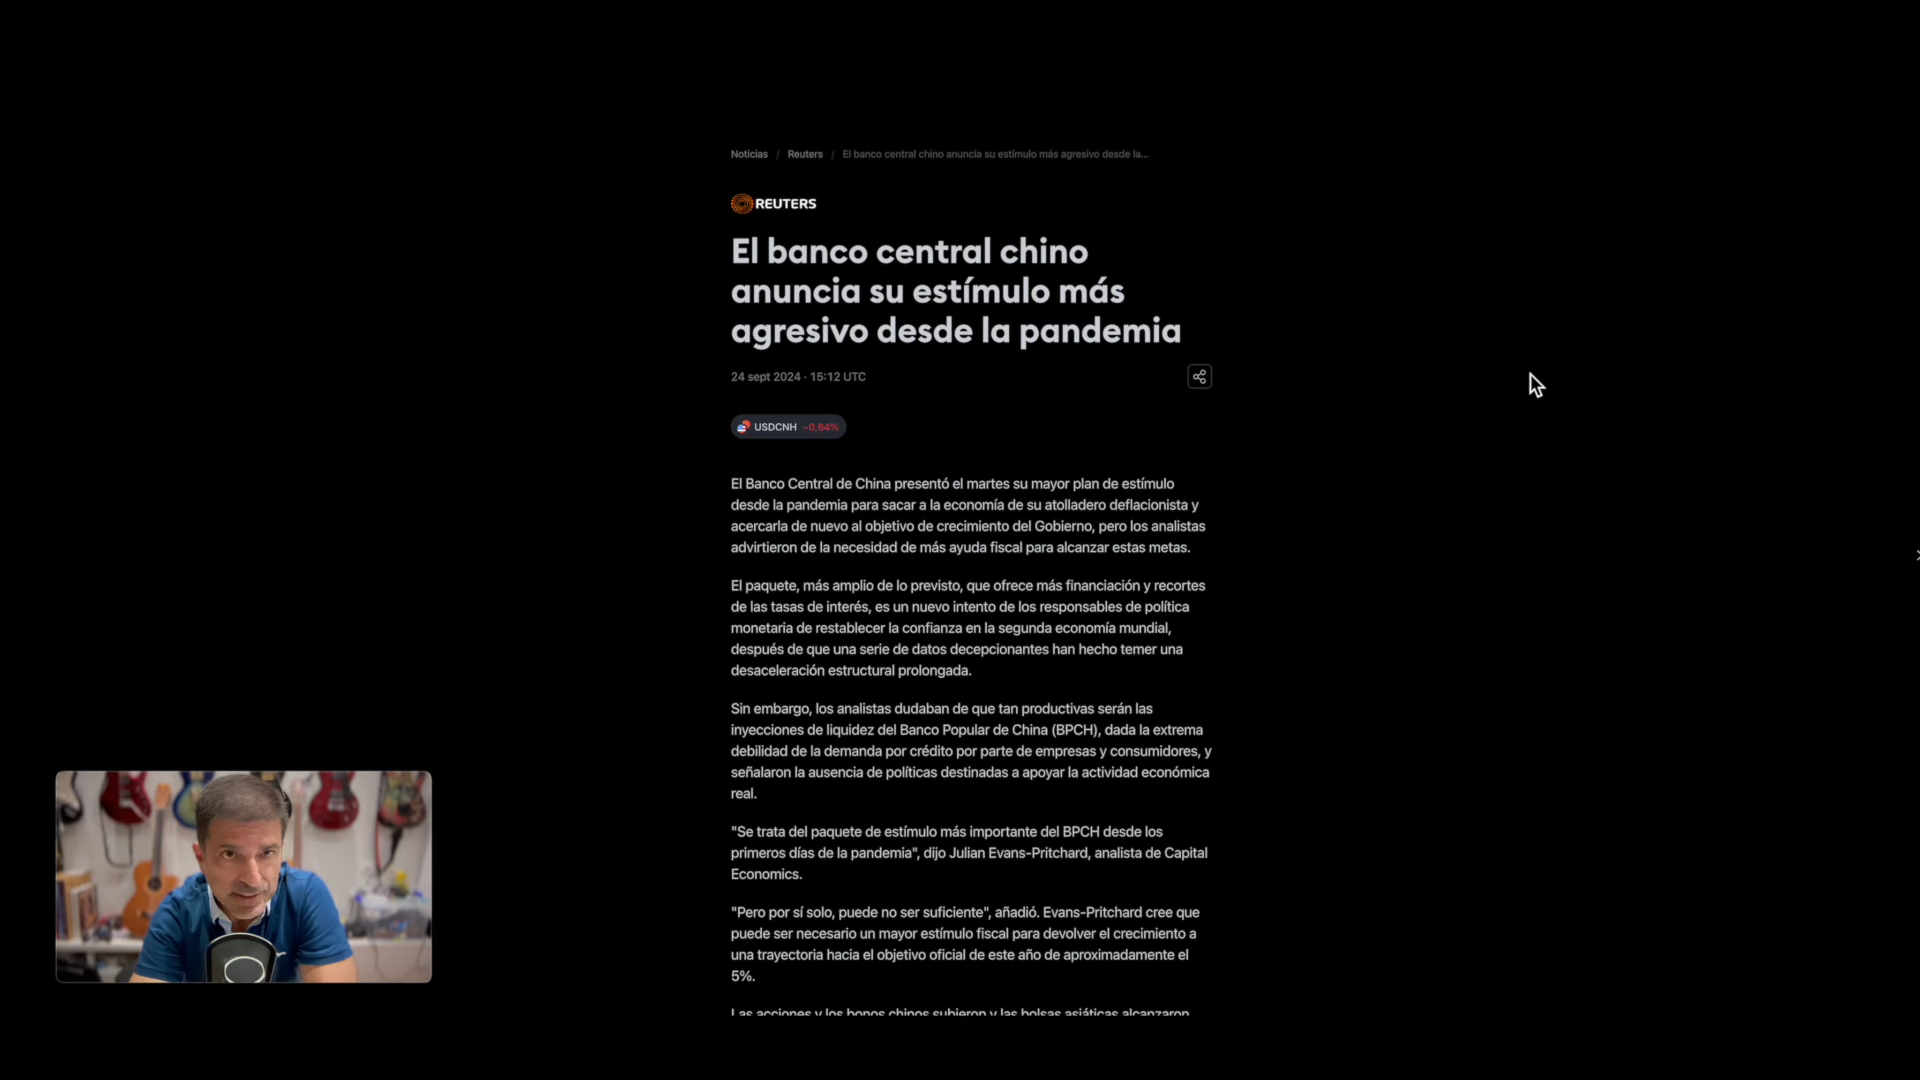 Noticias / Reuters / El banco central chino anuncia su estímulo más agresivo desde la...
REUTERS
El banco central chino
anuncia su estímulo más
agresivo desde la pandemia
24 sept 2024 · 15:12 UTC
USDCNH −0,64%
El Banco Central de China presentó el martes su mayor plan de estímulo
desde la pandemia para sacar a la economía de su atolladero deflacionista y
acercarla de nuevo al objetivo de crecimiento del Gobierno, pero los analistas
advirtieron de la necesidad de más ayuda fiscal para alcanzar estas metas.
El paquete, más amplio de lo previsto, que ofrece más financiación y recortes
de las tasas de interés, es un nuevo intento de los responsables de política
monetaria de restablecer la confianza en la segunda economía mundial,
después de que una serie de datos decepcionantes han hecho temer una
desaceleración estructural prolongada.
Sin embargo, los analistas dudaban de que tan productivas serán las
inyecciones de liquidez del Banco Popular de China (BPCH), dada la extrema
debilidad de la demanda por crédito por parte de empresas y consumidores, y
señalaron la ausencia de políticas destinadas a apoyar la actividad económica
real.
"Se trata del paquete de estímulo más importante del BPCH desde los
primeros días de la pandemia", dijo Julian Evans-Pritchard, analista de Capital
Economics.
"Pero por sí solo, puede no ser suficiente", añadió. Evans-Pritchard cree que
puede ser necesario un mayor estímulo fiscal para devolver el crecimiento a
una trayectoria hacia el objetivo oficial de este año de aproximadamente el
5%.
Las acciones y los bonos chinos subieron y las bolsas asiáticas alcanzaron